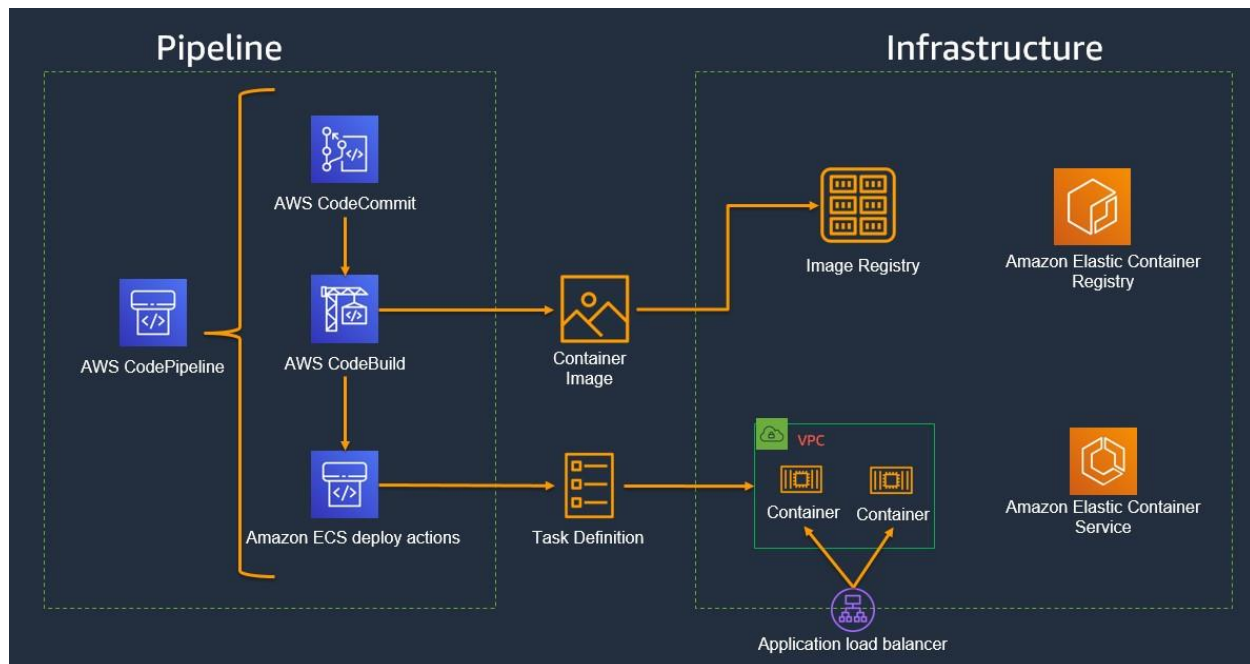 Pipeline
Infrastructure
AWS CodeCommit
AWS CodePipeline
AWS CodeBuild
Amazon ECS deploy actions
Container
Image
Task Definition
Image Registry
Amazon Elastic Container
Registry
VPC
Container
Container
Amazon Elastic Container
Service
Application load balancer